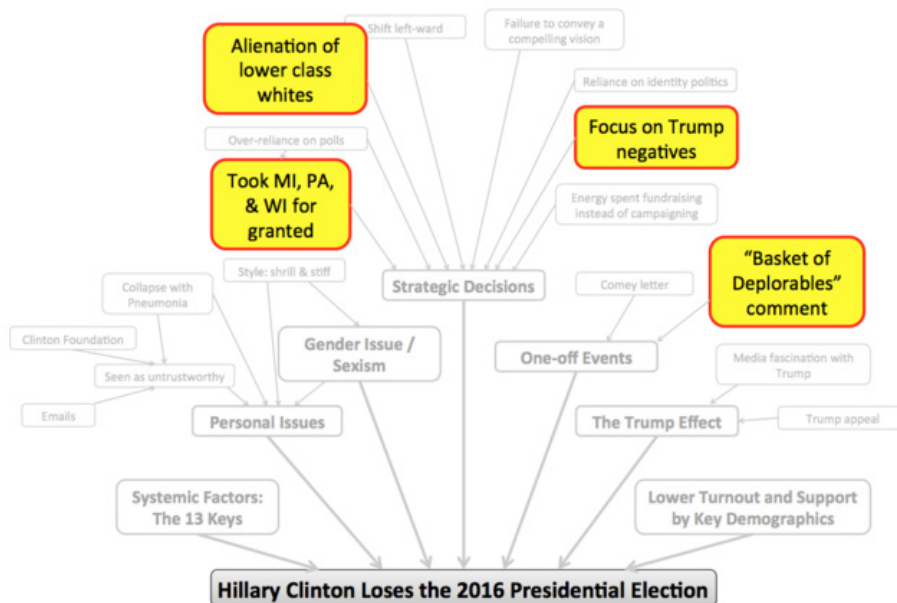 Shift left-ward
Failure to convey a
compelling vision
Alienation of
lower class
whites
Reliance on identity politics
Over-reliance on polls
Focus on Trump
negatives
Took MI, PA,
& WI for
granted
Energy spent fundraising
instead of campaigning
Style: shrill & stiff
Strategic Decisions
Comey letter
“Basket of
Deplorables”
comment
Collapse with
Pneumonia
Clinton Foundation
Gender Issue /
Sexism
One-off Events
Media fascination with
Trump
Seen as untrustworthy
Emails
Personal Issues
The Trump Effect
Trump appeal
Systemic Factors:
The 13 Keys
Lower Turnout and Support
by Key Demographics
Hillary Clinton Loses the 2016 Presidential Election